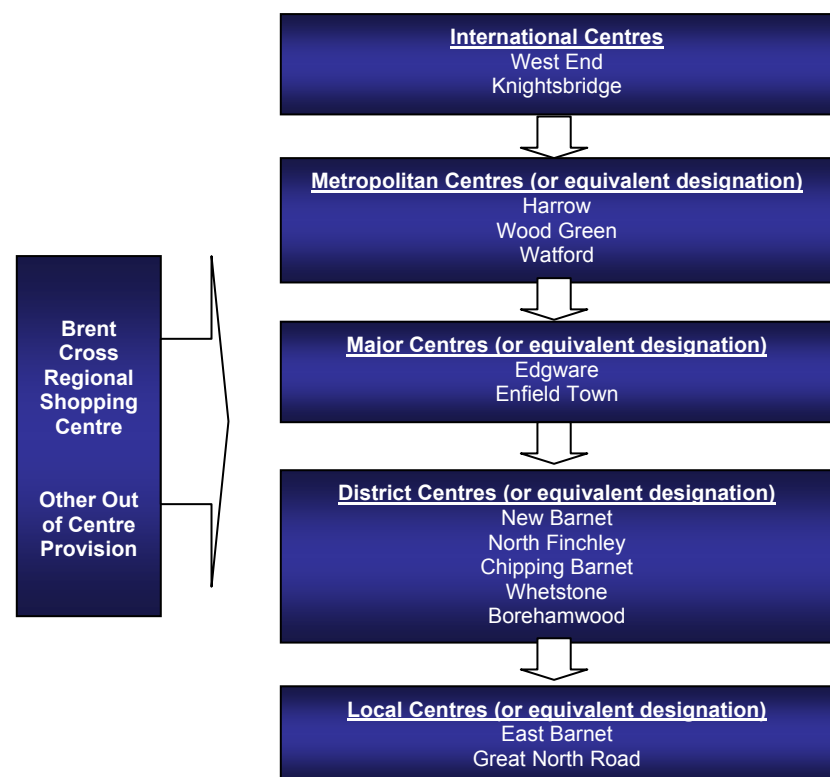 International Centres
West End
Knightsbridge
Metropolitan Centres (or equivalent designation)
Harrow
Wood Green
Watford
Brent
Cross
Regional
Shopping
Centre
Other Out
of Centre
Provision
Major Centres (or equivalent designation)
Edgware
Enfield Town
District Centres (or equivalent designation)
New Barnet
North Finchley
Chipping Barnet
Whetstone
Borehamwood
Local Centres (or equivalent designation)
East Barnet
Great North Road